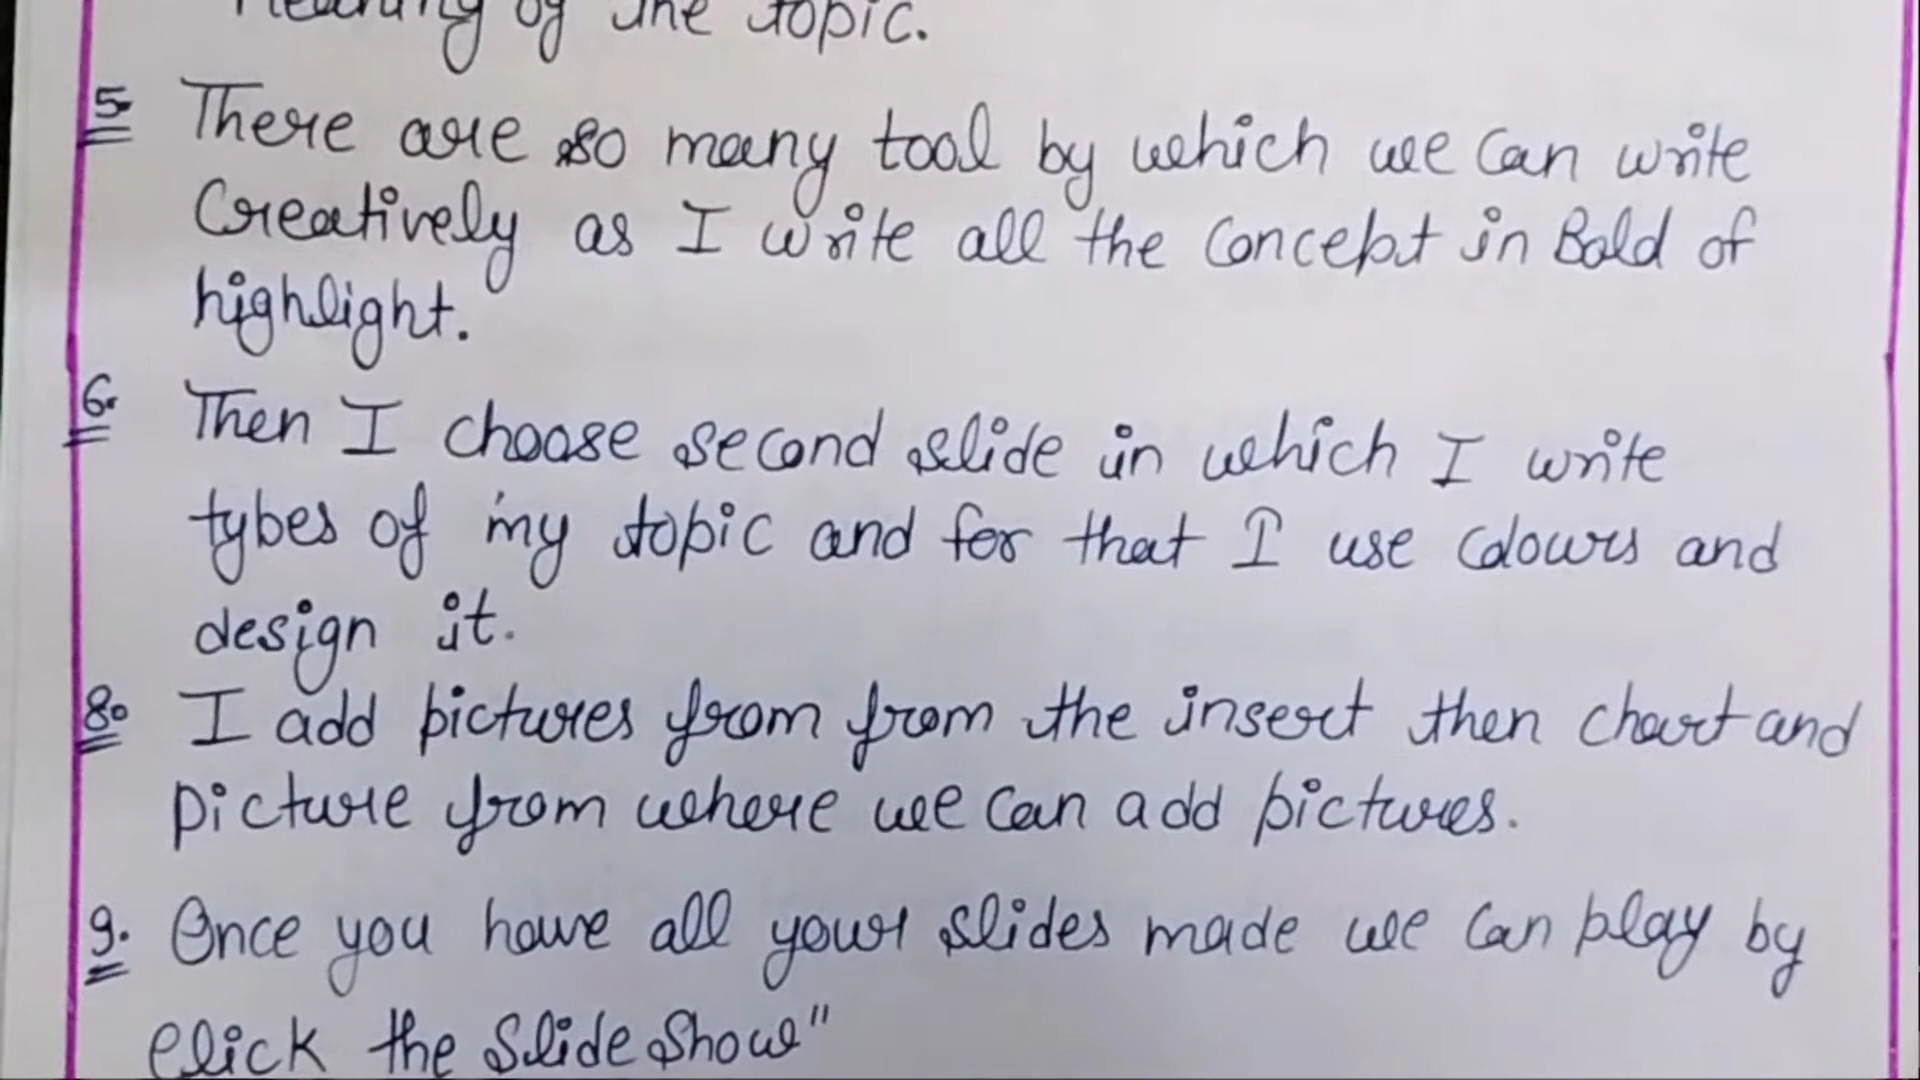 of the topic.
5. There are so many tool by which we can write
Creatively as I write all the concept in Bold of
highlight.
6. Then I choose second slide in which I write
types of my topic and for that I use colours and
design it.
8. I add pictures from from the insert then chart and
picture from where we can add pictures.
9. Once you have all your slides made we can play by
click the Slide Show"